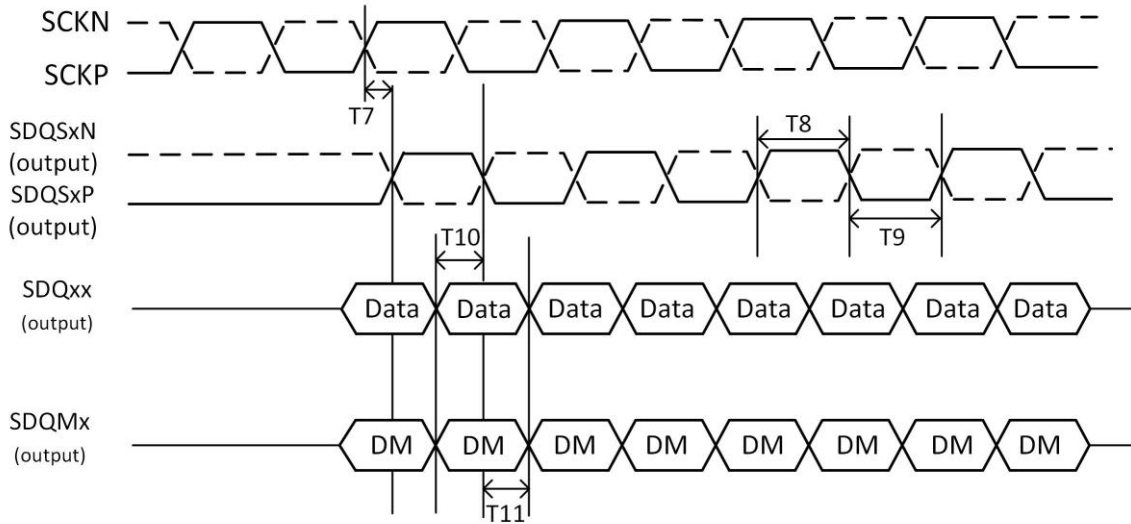 SCKN
SCKP
T7
SDQSxN
(output)
SDQSxP
(output)
T8
T9
T10
SDQxx
(output)
Data Data Data Data Data Data Data Data
SDQMx
(output)
DM DM DM DM DM DM DM DM
T11